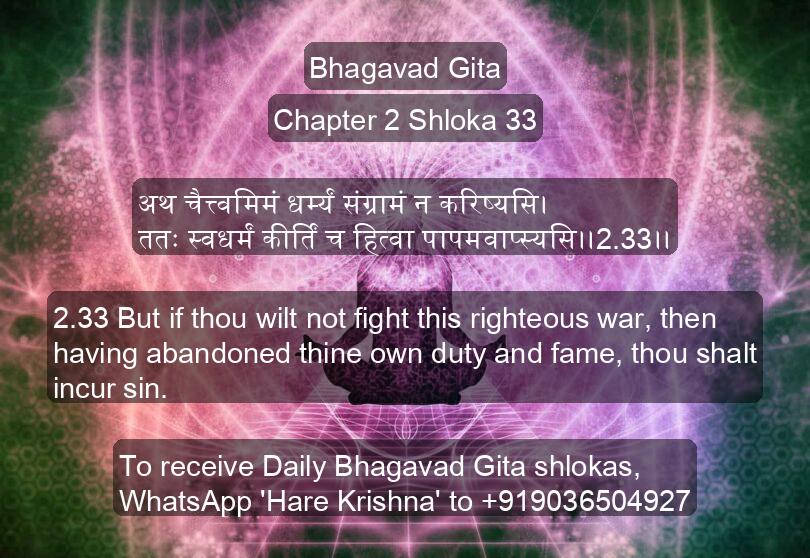 Bhagavad Gita
Chapter 2 Shloka 33
अथ चैत्त्वमिमं धर्म्यं संग्रामं न करिष्यसि।
ततः स्वधर्मं कीर्तिं च हित्वा पापमवाप्स्यसि।।2.33।।
2.33 But if thou wilt not fight this righteous war, then
having abandoned thine own duty and fame, thou shalt
incur sin.
To receive Daily Bhagavad Gita shlokas,
WhatsApp 'Hare Krishna' to +919036504927